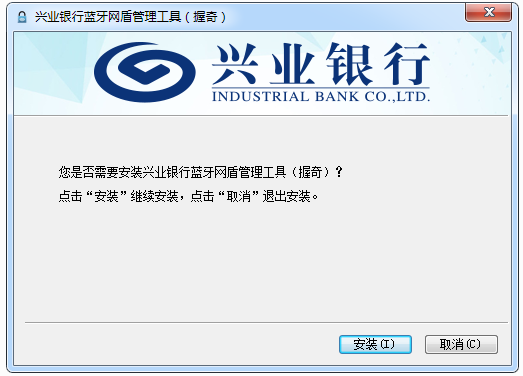 兴业银行蓝牙网盾管理工具（握奇）
兴业银行
INDUSTRIAL BANK CO.,LTD.
您是否需要安装兴业银行蓝牙网盾管理工具（握奇）？
点击“安装”继续安装，点击“取消”退出安装。
安装(I)
取消(C)